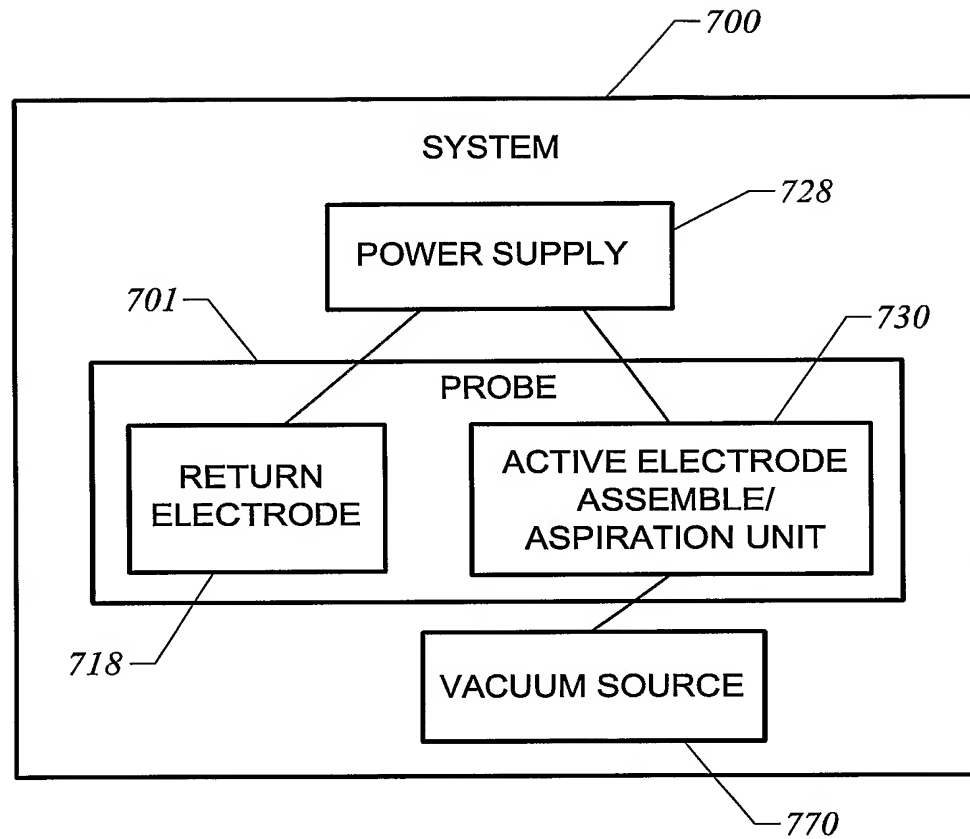 700
SYSTEM
728
POWER SUPPLY
701
730
PROBE
RETURN
ELECTRODE
ACTIVE ELECTRODE
ASSEMBLE/
ASPIRATION UNIT
718
VACUUM SOURCE
770